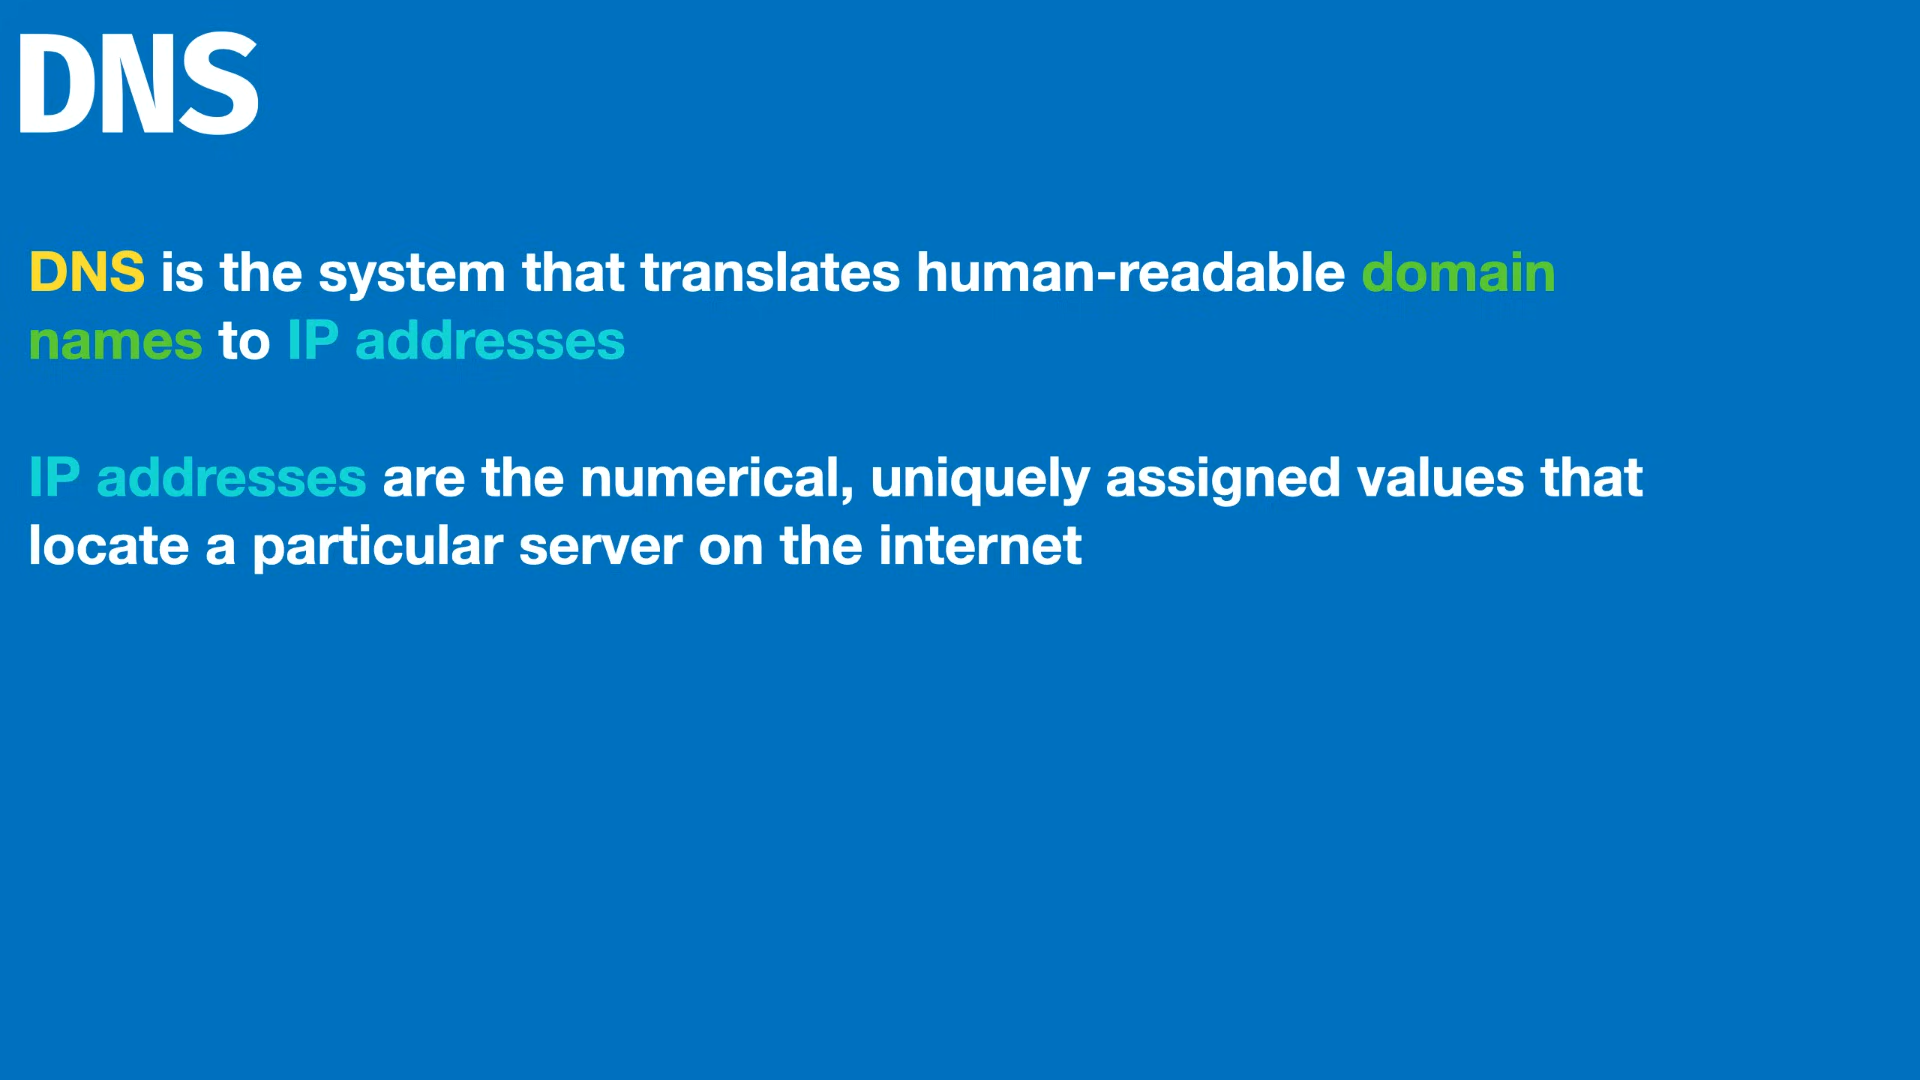 DNS
DNS is the system that translates human-readable domain
names to IP addresses
IP addresses are the numerical, uniquely assigned values that
locate a particular server on the internet